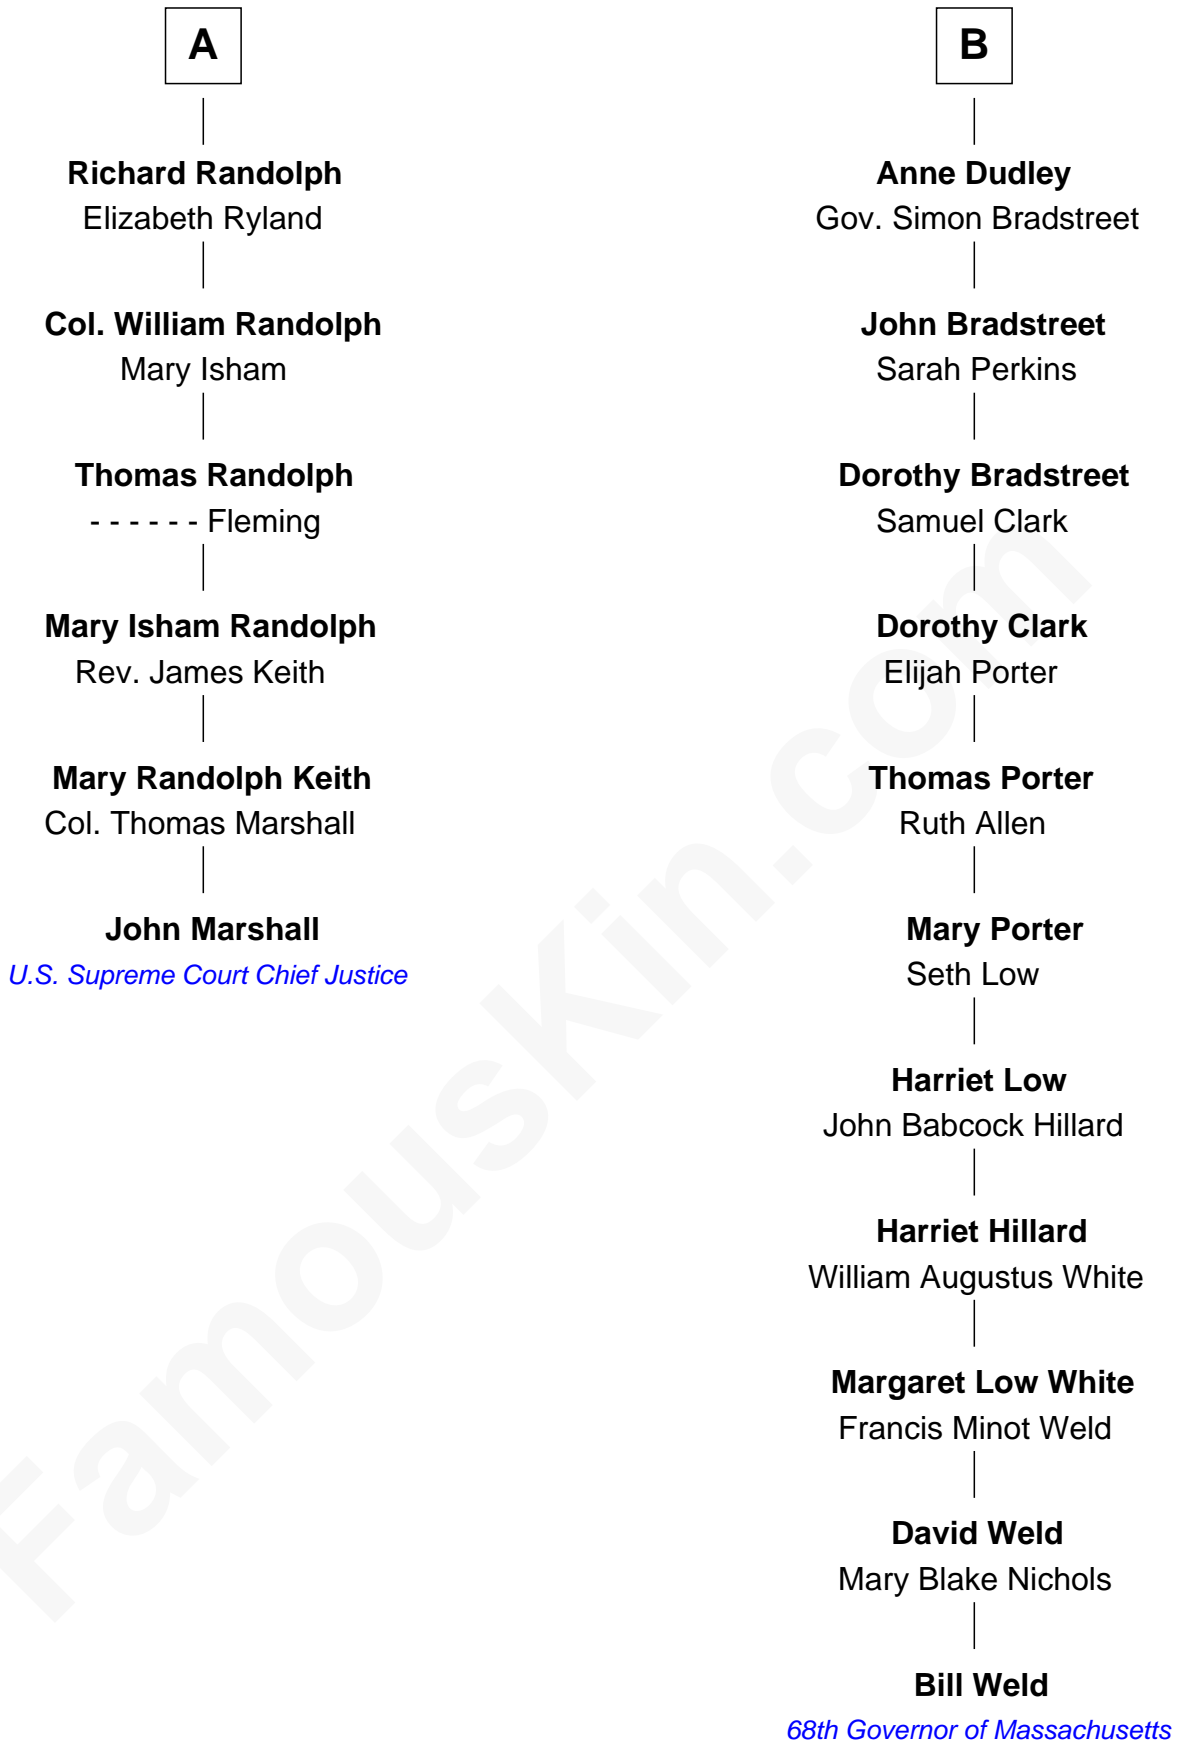 A
Richard Randolph
Elizabeth Ryland
Col. William Randolph
Mary Isham
Thomas Randolph
- - - - - - Fleming
Mary Isham Randolph
Rev. James Keith
Mary Randolph Keith
Col. Thomas Marshall
John Marshall
U.S. Supreme Court Chief Justice
B
Anne Dudley
Gov. Simon Bradstreet
John Bradstreet
Sarah Perkins
Dorothy Bradstreet
Samuel Clark
Dorothy Clark
Elijah Porter
Thomas Porter
Ruth Allen
Mary Porter
Seth Low
Harriet Low
John Babcock Hillard
Harriet Hillard
William Augustus White
Margaret Low White
Francis Minot Weld
David Weld
Mary Blake Nichols
Bill Weld
68th Governor of Massachusetts
FamousKin.com